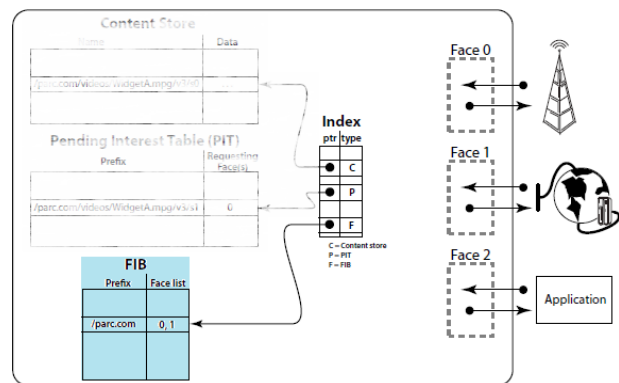 Content Store
Name Data
/parc.com/videos/WidgetA.mpg/v3/s0 ...
Pending Interest Table (PIT)
Prefix Requesting Face(s)
/parc.com/videos/WidgetA.mpg/v3/s1 0
FIB
Prefix Face list
/parc.com 0, 1
Index
ptr type
C
P
F
C = Content store
P = PIT
F = FIB
Face 0
Face 1
Face 2
Application